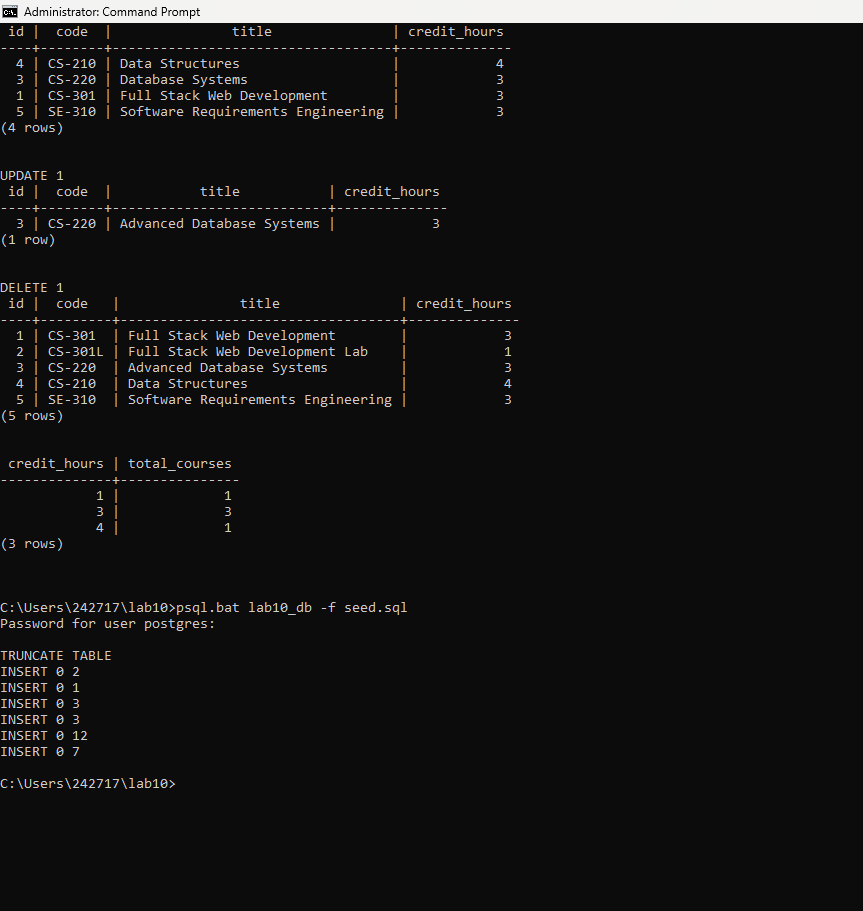 Administrator: Command Prompt
 id |  code  |               title               | credit_hours
----+--------+-----------------------------------+--------------
  4 | CS-210 | Data Structures                   |            4
  3 | CS-220 | Database Systems                  |            3
  1 | CS-301 | Full Stack Web Development        |            3
  5 | SE-310 | Software Requirements Engineering |            3
(4 rows)
UPDATE 1
 id |  code  |           title           | credit_hours
----+--------+---------------------------+--------------
  3 | CS-220 | Advanced Database Systems |            3
(1 row)
DELETE 1
 id |  code   |               title               | credit_hours
----+---------+-----------------------------------+--------------
  1 | CS-301  | Full Stack Web Development        |            3
  2 | CS-301L | Full Stack Web Development Lab    |            1
  3 | CS-220  | Advanced Database Systems         |            3
  4 | CS-210  | Data Structures                   |            4
  5 | SE-310  | Software Requirements Engineering |            3
(5 rows)
 credit_hours | total_courses
--------------+---------------
            1 |             1
            3 |             3
            4 |             1
(3 rows)
C:\Users\242717\lab10>psql.bat lab10_db -f seed.sql
Password for user postgres:
TRUNCATE TABLE
INSERT 0 2
INSERT 0 1
INSERT 0 3
INSERT 0 3
INSERT 0 12
INSERT 0 7
C:\Users\242717\lab10>